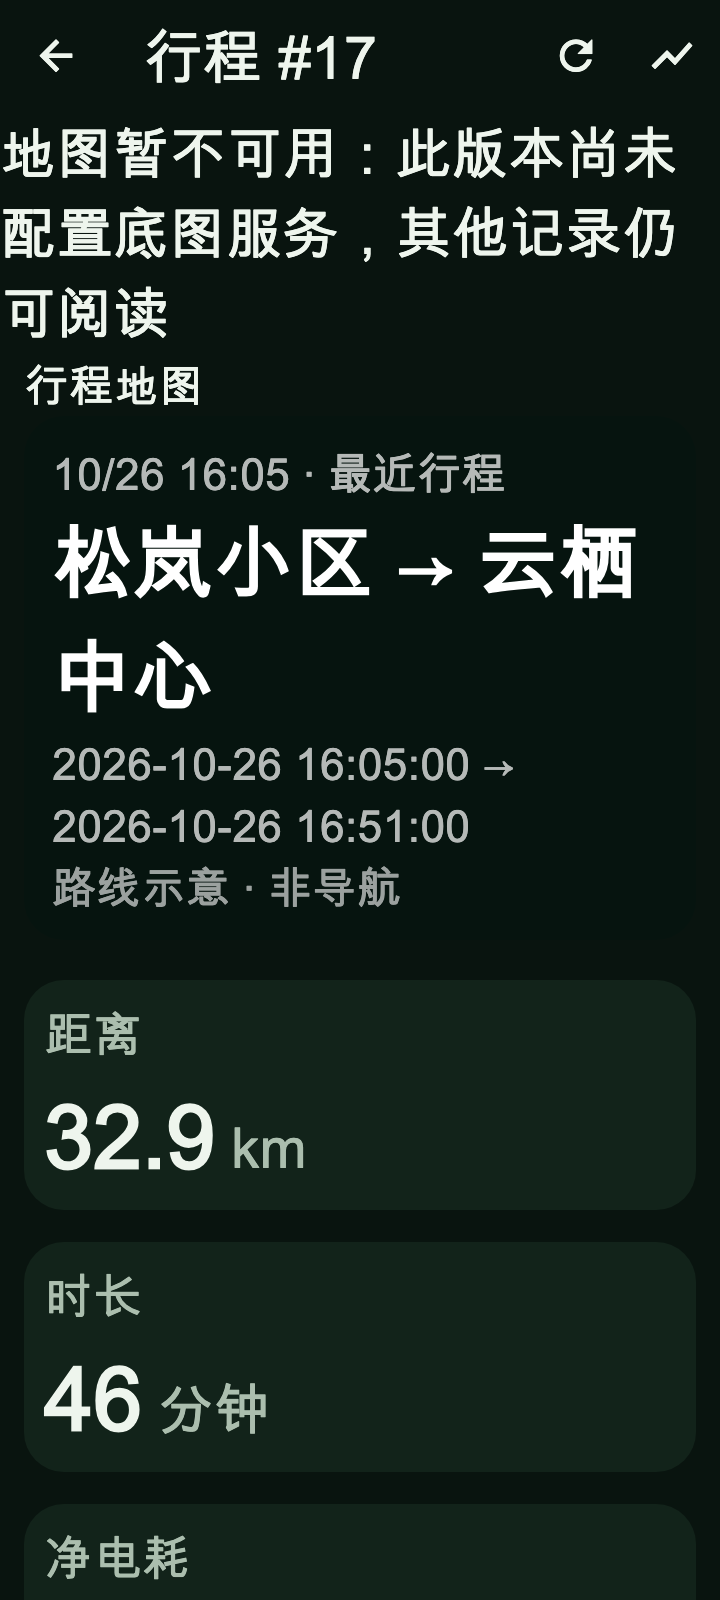 行程 #17
地图暂不可用：此版本尚未
配置底图服务，其他记录仍
可阅读
行程地图
10/26 16:05 · 最近行程
松岚小区 → 云栖
中心
2026-10-26 16:05:00 →
2026-10-26 16:51:00
路线示意 · 非导航
距离
32.9 km
时长
46 分钟
净电耗